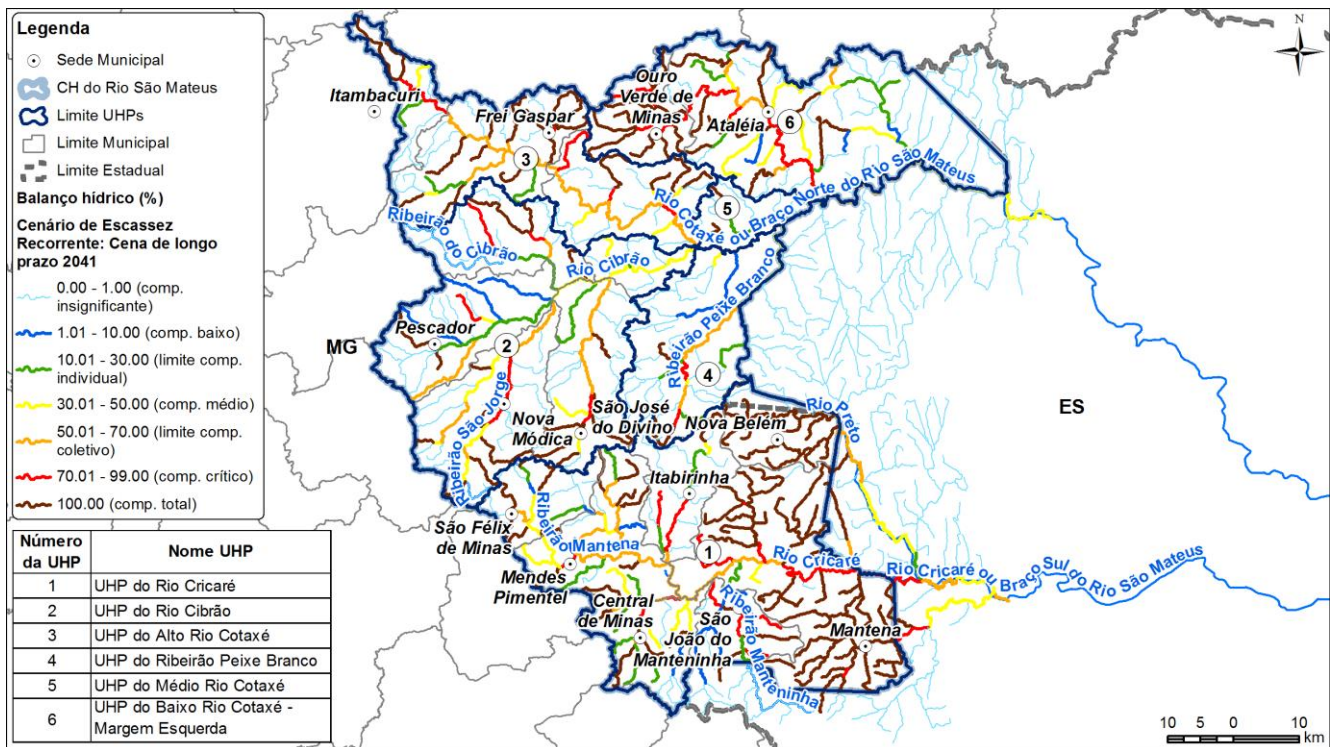 Legenda
Sede Municipal
CH do Rio São Mateus
Limite UHPs
Limite Municipal
Limite Estadual
Balanço hídrico (%)
Cenário de Escassez
Recorrente: Cena de longo
prazo 2041
0.00 - 1.00 (comp.
insignificante)
1.01 - 10.00 (comp. baixo)
10.01 - 30.00 (limite comp.
individual)
30.01 - 50.00 (comp. médio)
50.01 - 70.00 (limite comp.
coletivo)
70.01 - 99.00 (comp. crítico)
100.00 (comp. total)
Número
da UHP
Nome UHP
1 UHP do Rio Cricaré
2 UHP do Rio Cibrão
3 UHP do Alto Rio Cotaxé
4 UHP do Ribeirão Peixe Branco
5 UHP do Médio Rio Cotaxé
6 UHP do Baixo Rio Cotaxé -
Margem Esquerda
N
Itambacuri
Frei Gaspar
Ouro
Verde de
Minas
Ataléia
6
3
5
Rio Cotaxé ou Braço Norte do Rio São Mateus
Ribeirão do Cibrão
Rio Cibrão
Ribeirão Peixe Branco
MG
Pescador
2
4
ES
Ribeirão São Jorge
Nova
Módica
São José
do Divino
Nova Belém
Rio Preto
Itabirinha
São Félix
de Minas
Ribeirão Mantena
1
Rio Cricaré
Rio Cricaré ou Braço Sul do Rio São Mateus
Mendes
Pimentel
Central
de Minas
São
João do
Manteninha
Ribeirão Manteninha
Mantena
10 5 0 10
km